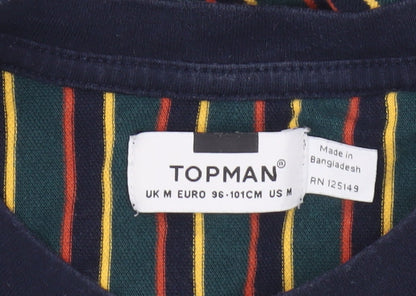 TOPMAN®
UK M EURO 96-101CM US M
Made in
Bangladesh
RN 125149